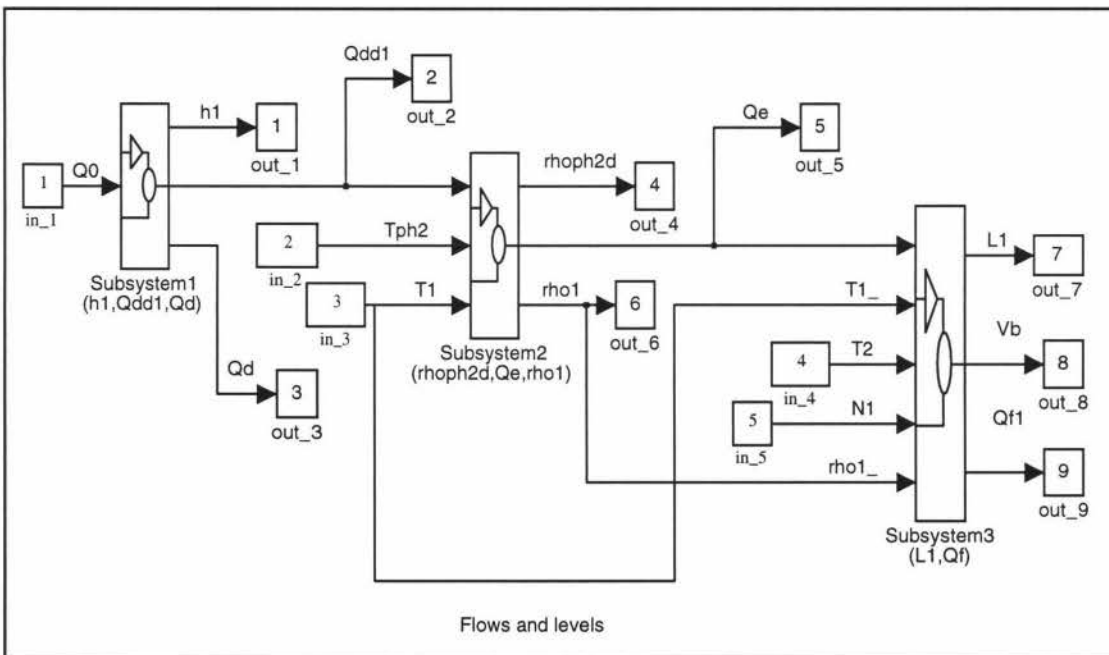 Qdd1
2
out_2
h1
1
out_1
Qe
5
out_5
1
in_1
Q0
rhoph2d
4
out_4
2
in_2
Tph2
Subsystem1
(h1,Qdd1,Qd)
3
in_3
T1
rho1
6
out_6
L1
7
out_7
T1_
Subsystem2
(rhoph2d,Qe,rho1)
Vb
8
out_8
4
in_4
T2
Qd
3
out_3
5
in_5
N1
Qf1
rho1_
9
out_9
Subsystem3
(L1,Qf)
Flows and levels